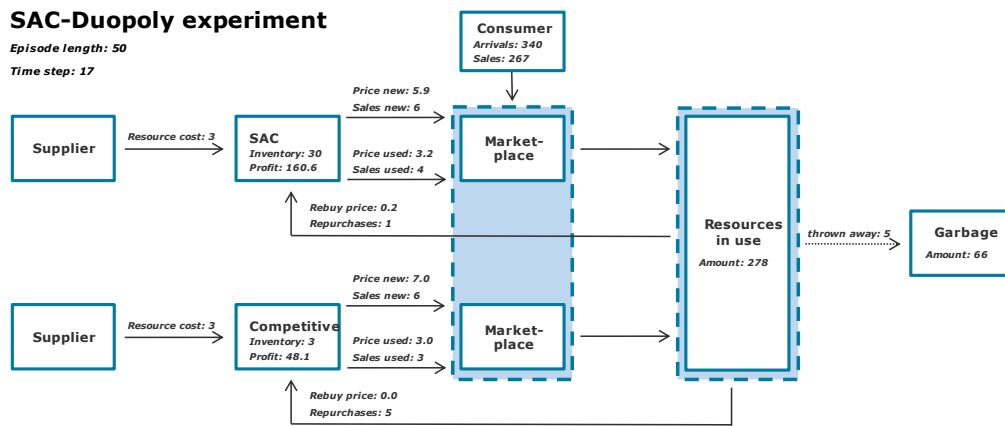 SAC-Duopoly experiment
Episode length: 50
Time step: 17
Consumer
Arrivals: 340
Sales: 267
Supplier
Resource cost: 3
SAC
Inventory: 30
Profit: 160.6
Price new: 5.9
Sales new: 6
Price used: 3.2
Sales used: 4
Market-
place
Rebuy price: 0.2
Repurchases: 1
Resources
in use
Amount: 278
thrown away: 5
Garbage
Amount: 66
Supplier
Resource cost: 3
Competitive
Inventory: 3
Profit: 48.1
Price new: 7.0
Sales new: 6
Price used: 3.0
Sales used: 3
Market-
place
Rebuy price: 0.0
Repurchases: 5